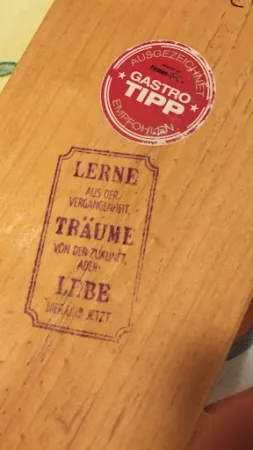 AUSGEZEICHNET
GASTRO
TIPP
EMPFOHLEN
LERNE
AUS DER
VERGANGENHEIT,
TRÄUME
VON DER ZUKUNFT,
ABER
LEBE
HIER UND JETZT.